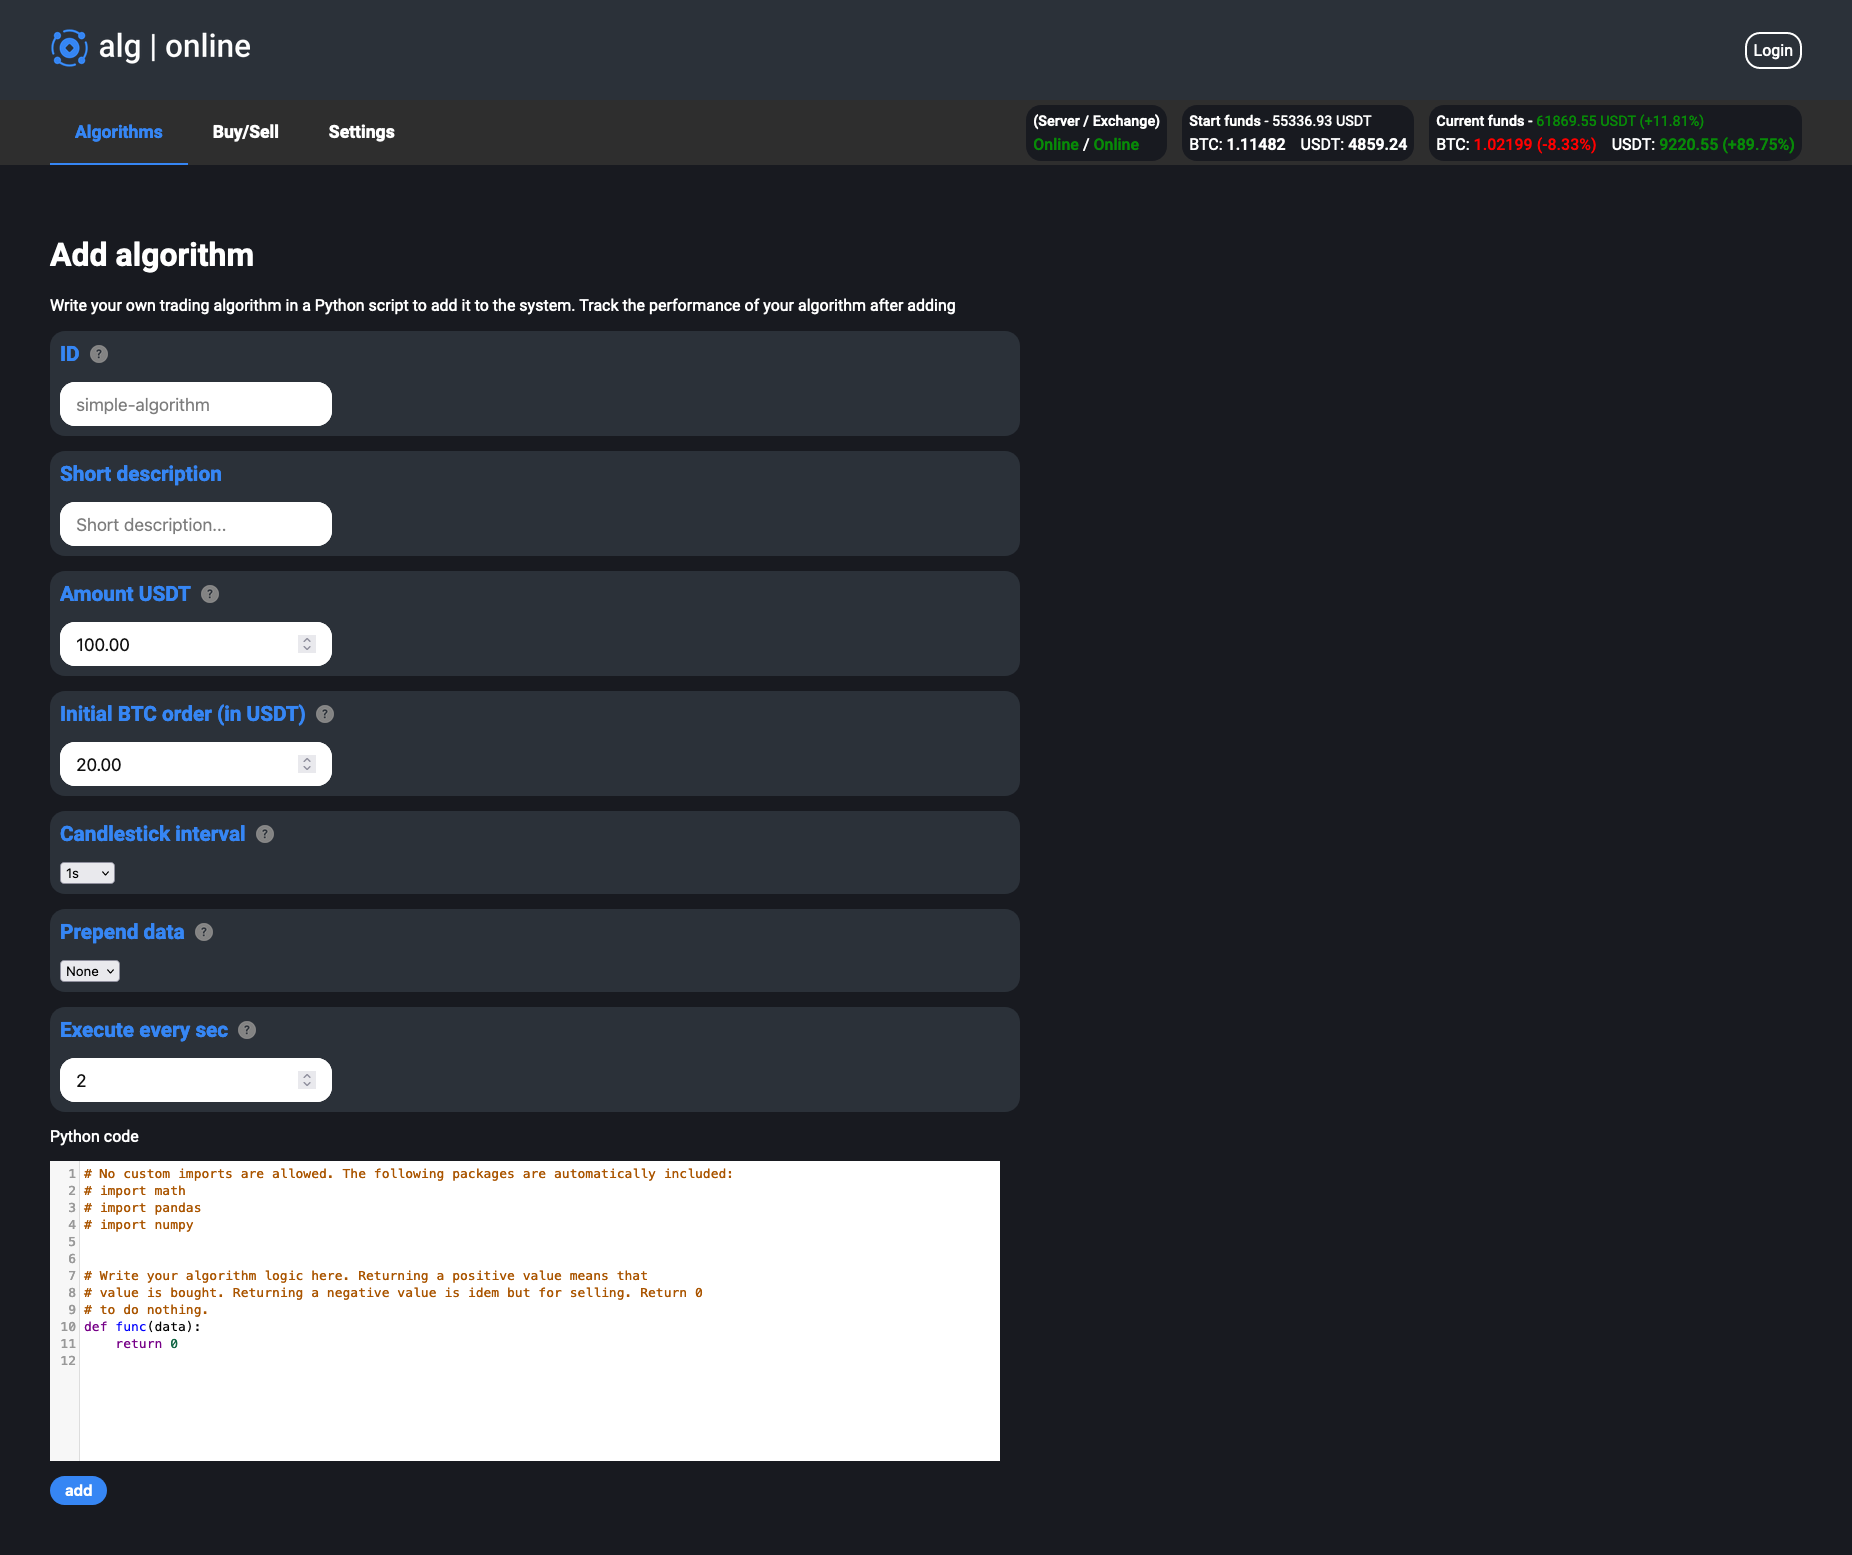 alg | online
Login
Algorithms Buy/Sell Settings
(Server / Exchange)
Online / Online
Start funds - 55336.93 USDT
BTC: 1.11482 USDT: 4859.24
Current funds - 61869.55 USDT (+11.81%)
BTC: 1.02199 (-8.33%) USDT: 9220.55 (+89.75%)
Add algorithm
Write your own trading algorithm in a Python script to add it to the system. Track the performance of your algorithm after adding
ID ?
simple-algorithm
Short description
Short description...
Amount USDT ?
100.00
Initial BTC order (in USDT) ?
20.00
Candlestick interval ?
1s
Prepend data ?
None
Execute every sec ?
2
Python code
1 # No custom imports are allowed. The following packages are automatically included:
2 # import math
3 # import pandas
4 # import numpy
5
6
7 # Write your algorithm logic here. Returning a positive value means that
8 # value is bought. Returning a negative value is idem but for selling. Return 0
9 # to do nothing.
10 def func(data):
11     return 0
12
add